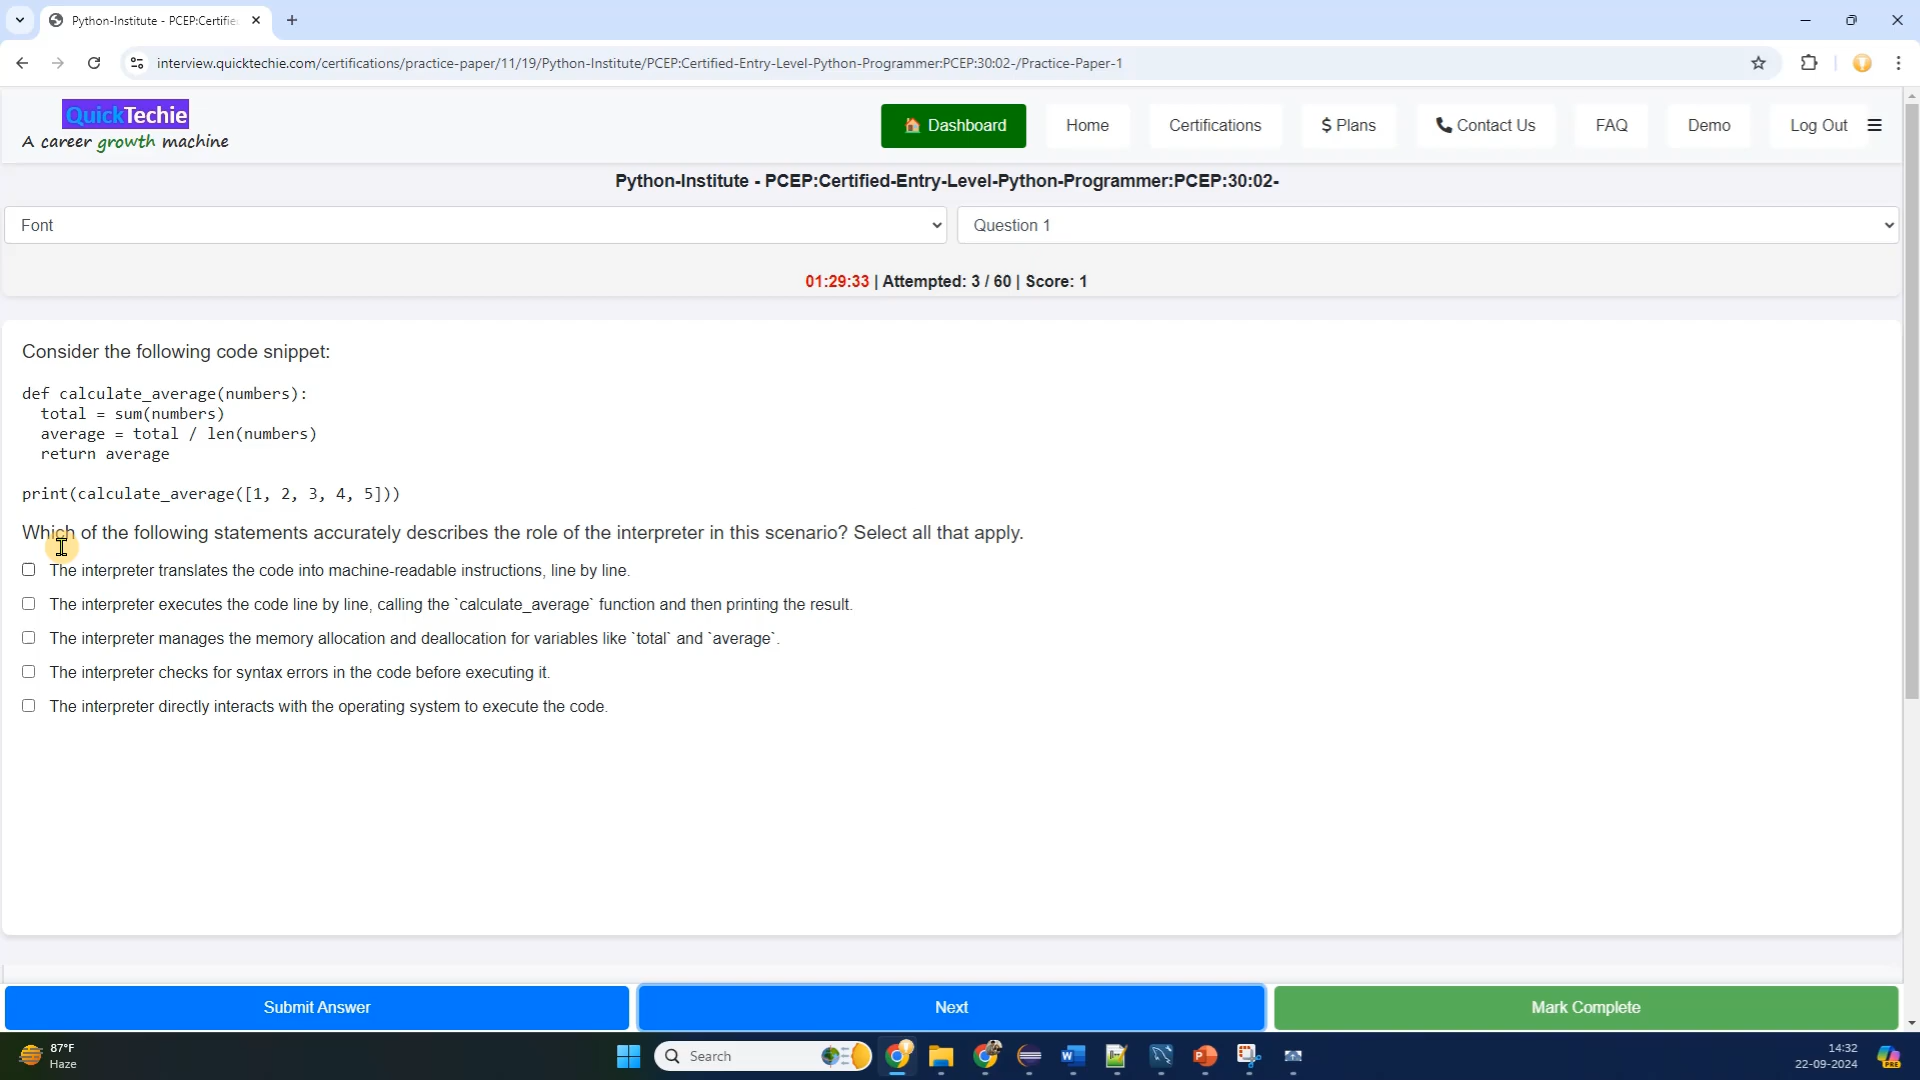 Python-Institute - PCEP:Certifie
interview.quicktechie.com/certifications/practice-paper/11/19/Python-Institute/PCEP:Certified-Entry-Level-Python-Programmer:PCEP:30:02-/Practice-Paper-1
QuickTechie
A career growth machine
Dashboard
Home
Certifications
$ Plans
Contact Us
FAQ
Demo
Log Out
Python-Institute - PCEP:Certified-Entry-Level-Python-Programmer:PCEP:30:02-
Font
Question 1
01:29:33 | Attempted: 3 / 60 | Score: 1
Consider the following code snippet:
def calculate_average(numbers):
  total = sum(numbers)
  average = total / len(numbers)
  return average
print(calculate_average([1, 2, 3, 4, 5]))
Which of the following statements accurately describes the role of the interpreter in this scenario? Select all that apply.
The interpreter translates the code into machine-readable instructions, line by line.
The interpreter executes the code line by line, calling the `calculate_average` function and then printing the result.
The interpreter manages the memory allocation and deallocation for variables like `total` and `average`.
The interpreter checks for syntax errors in the code before executing it.
The interpreter directly interacts with the operating system to execute the code.
Submit Answer
Next
Mark Complete
87°F
Haze
Search
14:32
22-09-2024